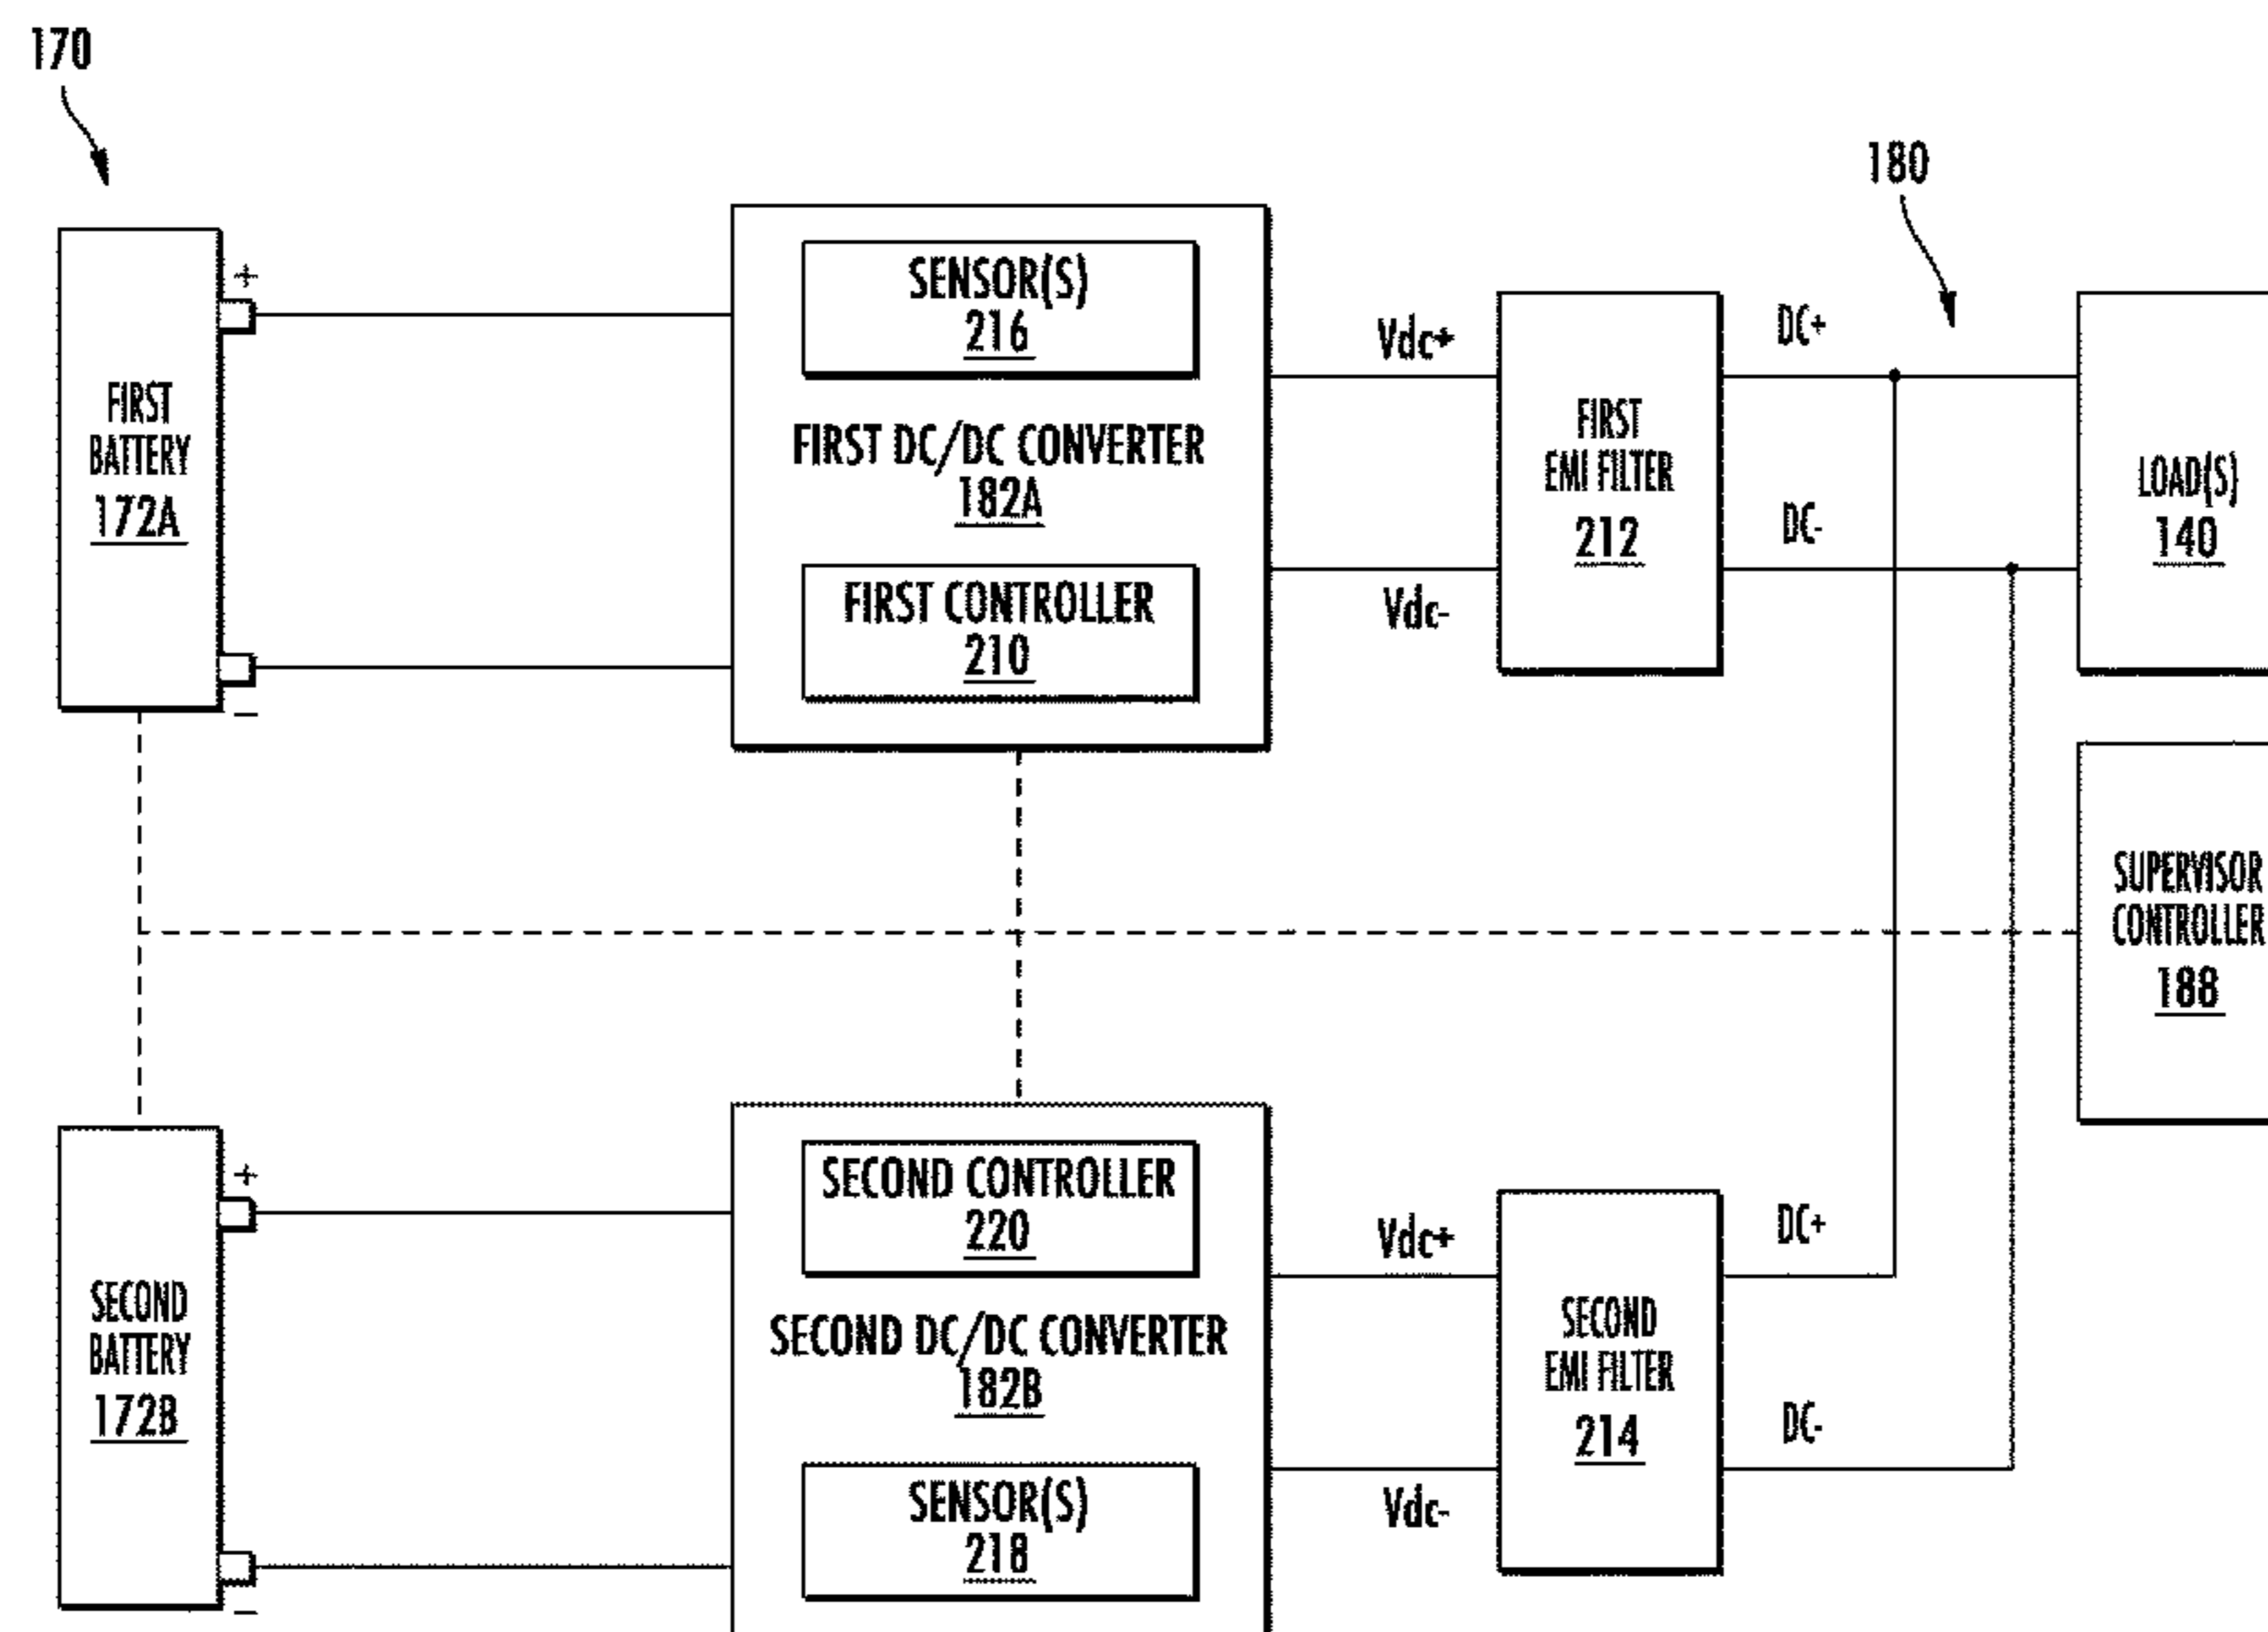 170
180
+
SENSOR(S)
216
Vdc+
DC+
FIRST
BATTERY
172A
FIRST DC/DC CONVERTER
182A
FIRST
EMI FILTER
212
DC-
LOAD(S)
140
FIRST CONTROLLER
210
Vdc-
−
SUPERVISOR
CONTROLLER
188
+
SECOND CONTROLLER
220
Vdc+
DC+
SECOND
BATTERY
172B
SECOND DC/DC CONVERTER
182B
SECOND
EMI FILTER
214
DC-
SENSOR(S)
218
Vdc-
−